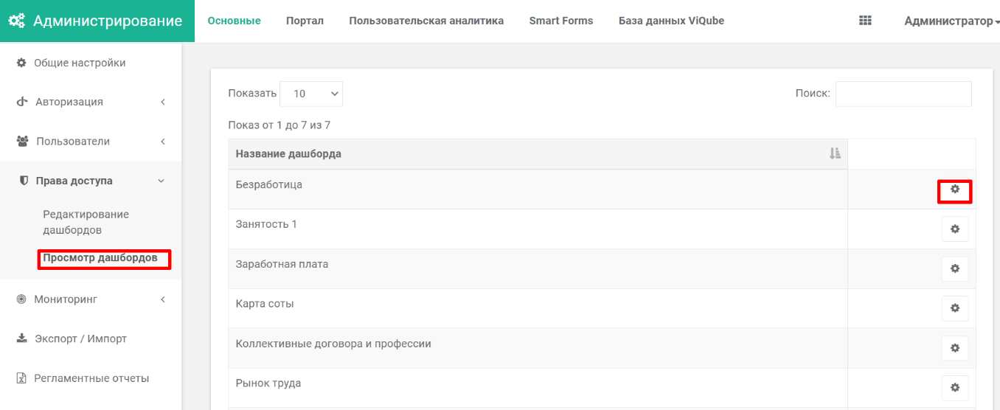 Администрирование
Основные
Портал
Пользовательская аналитика
Smart Forms
База данных ViQube
Администратор
Общие настройки
Авторизация
Пользователи
Права доступа
Редактирование
дашбордов
Просмотр дашбордов
Мониторинг
Экспорт / Импорт
Регламентные отчеты
Показать 10
Поиск:
Показ от 1 до 7 из 7
Название дашборда
Безработица
Занятость 1
Заработная плата
Карта соты
Коллективные договора и профессии
Рынок труда